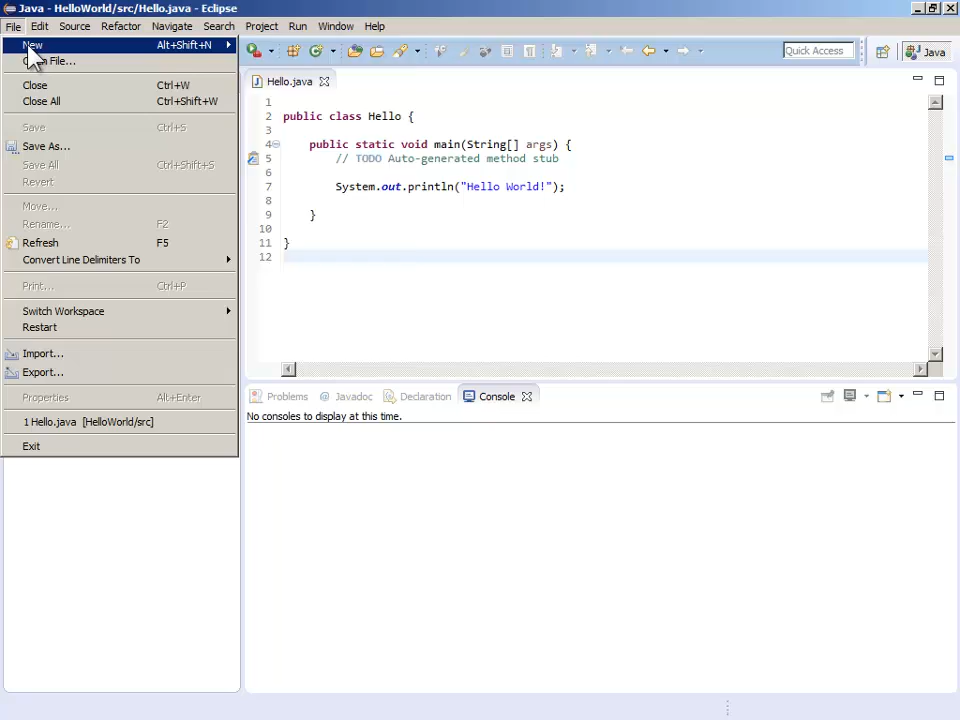 Java - HelloWorld/src/Hello.java - Eclipse
File Edit Source Refactor Navigate Search Project Run Window Help
New Alt+Shift+N
File...
Close Ctrl+W
Close All Ctrl+Shift+W
Save Ctrl+S
Save As...
Save All Ctrl+Shift+S
Revert
Move...
Rename... F2
Refresh F5
Convert Line Delimiters To
Print... Ctrl+P
Switch Workspace
Restart
Import...
Export...
Properties Alt+Enter
1 Hello.java [HelloWorld/src]
Exit
Quick Access
Java
Hello.java
1
2 public class Hello {
3
4 public static void main(String[] args) {
5 // TODO Auto-generated method stub
6
7 System.out.println("Hello World!");
8
9 }
10
11 }
12
Problems @ Javadoc Declaration Console
No consoles to display at this time.